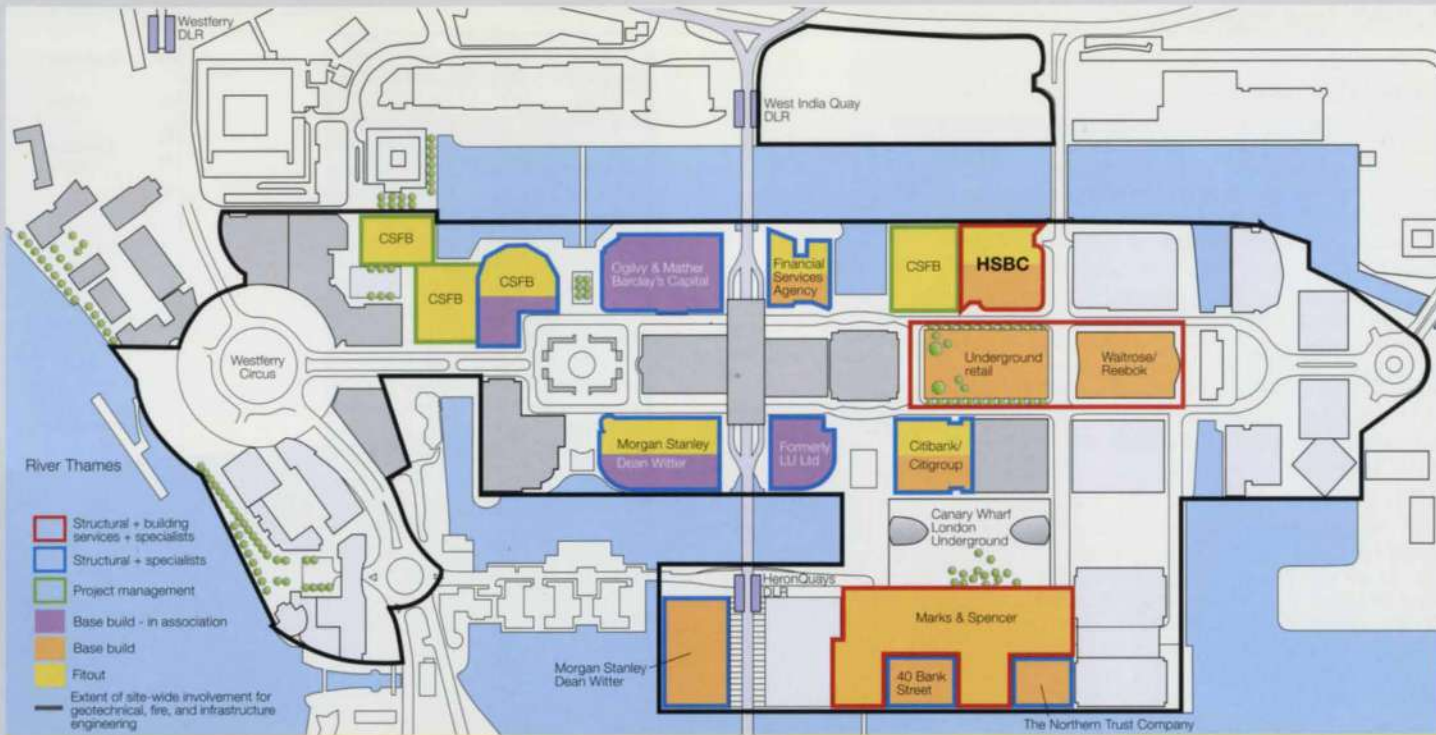 Westferry
DLR
West India Quay
DLR
CSFB
CSFB
CSFB
Ogilvy & Mather
Barclay's Capital
Financial
Services
Agency
CSFB
HSBC
Westferry
Circus
Underground
retail
Waitrose/
Reebok
Morgan Stanley
Dean Witter
Formerly
LU Ltd
Citibank/
Citigroup
River Thames
Canary Wharf
London
Underground
HeronQuays
DLR
Marks & Spencer
Morgan Stanley
Dean Witter
40 Bank
Street
The Northern Trust Company
Structural + building
services + specialists
Structural + specialists
Project management
Base build - in association
Base build
Fitout
Extent of site-wide involvement for
geotechnical, fire, and infrastructure
engineering